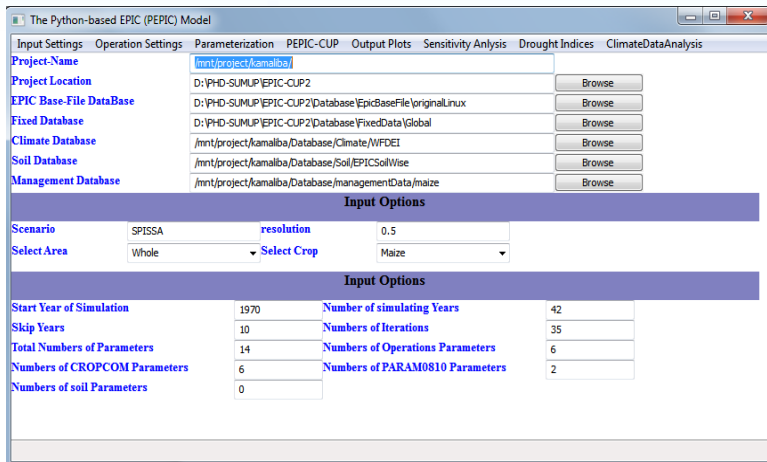 The Python-based EPIC (PEPIC) Model
Input Settings Operation Settings Parameterization PEPIC-CUP Output Plots Sensitivity Anlysis Drought Indices ClimateDataAnalysis
Project-Name /mnt/project/kamaliba/
Project Location D:\PHD-SUMUP\EPIC-CUP2 Browse
EPIC Base-File DataBase D:\PHD-SUMUP\EPIC-CUP2\Database\EpicBaseFile\originalLinux Browse
Fixed Database D:\PHD-SUMUP\EPIC-CUP2\Database\FixedData\Global Browse
Climate Database /mnt/project/kamaliba/Database/Climate/WFDEI Browse
Soil Database /mnt/project/kamaliba/Database/Soil/EPICSoilWise Browse
Management Database /mnt/project/kamaliba/Database/managementData/maize Browse
Input Options
Scenario SPISSA resolution 0.5
Select Area Whole Select Crop Maize
Input Options
Start Year of Simulation 1970 Number of simulating Years 42
Skip Years 10 Numbers of Iterations 35
Total Numbers of Parameters 14 Numbers of Operations Parameters 6
Numbers of CROPCOM Parameters 6 Numbers of PARAM0810 Parameters 2
Numbers of soil Parameters 0